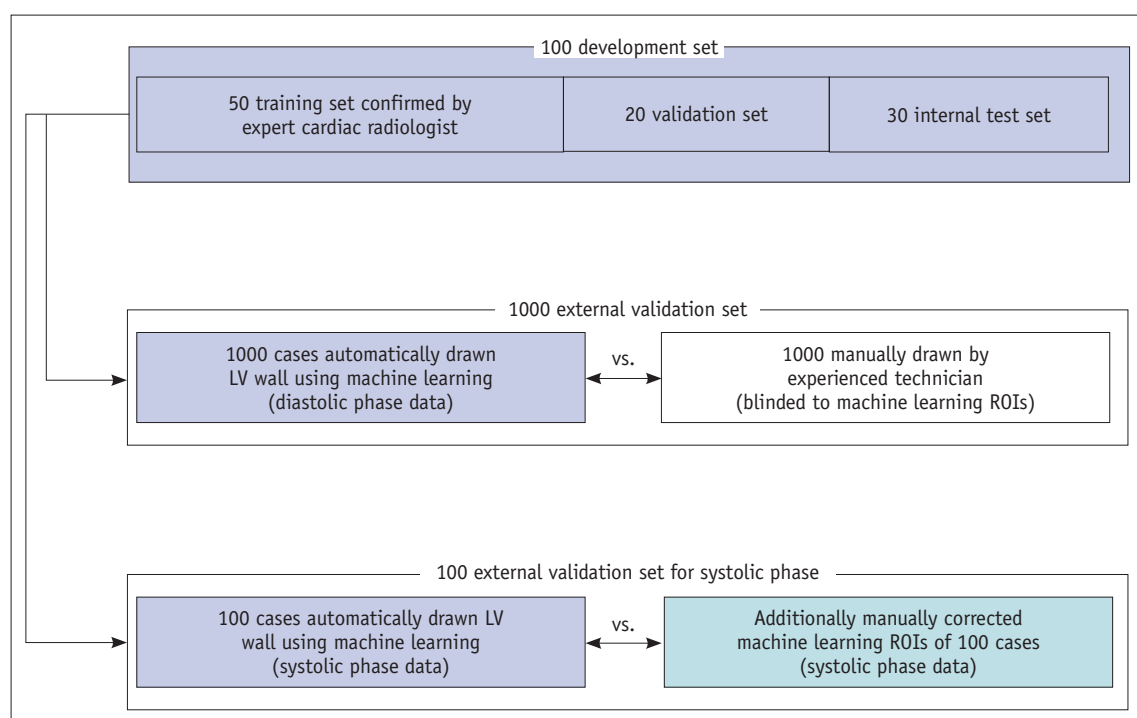 100 development set
50 training set confirmed by
expert cardiac radiologist
20 validation set
30 internal test set
1000 external validation set
1000 cases automatically drawn
LV wall using machine learning
(diastolic phase data)
vs.
1000 manually drawn by
experienced technician
(blinded to machine learning ROIs)
100 external validation set for systolic phase
100 cases automatically drawn LV
wall using machine learning
(systolic phase data)
vs.
Additionally manually corrected
machine learning ROIs of 100 cases
(systolic phase data)